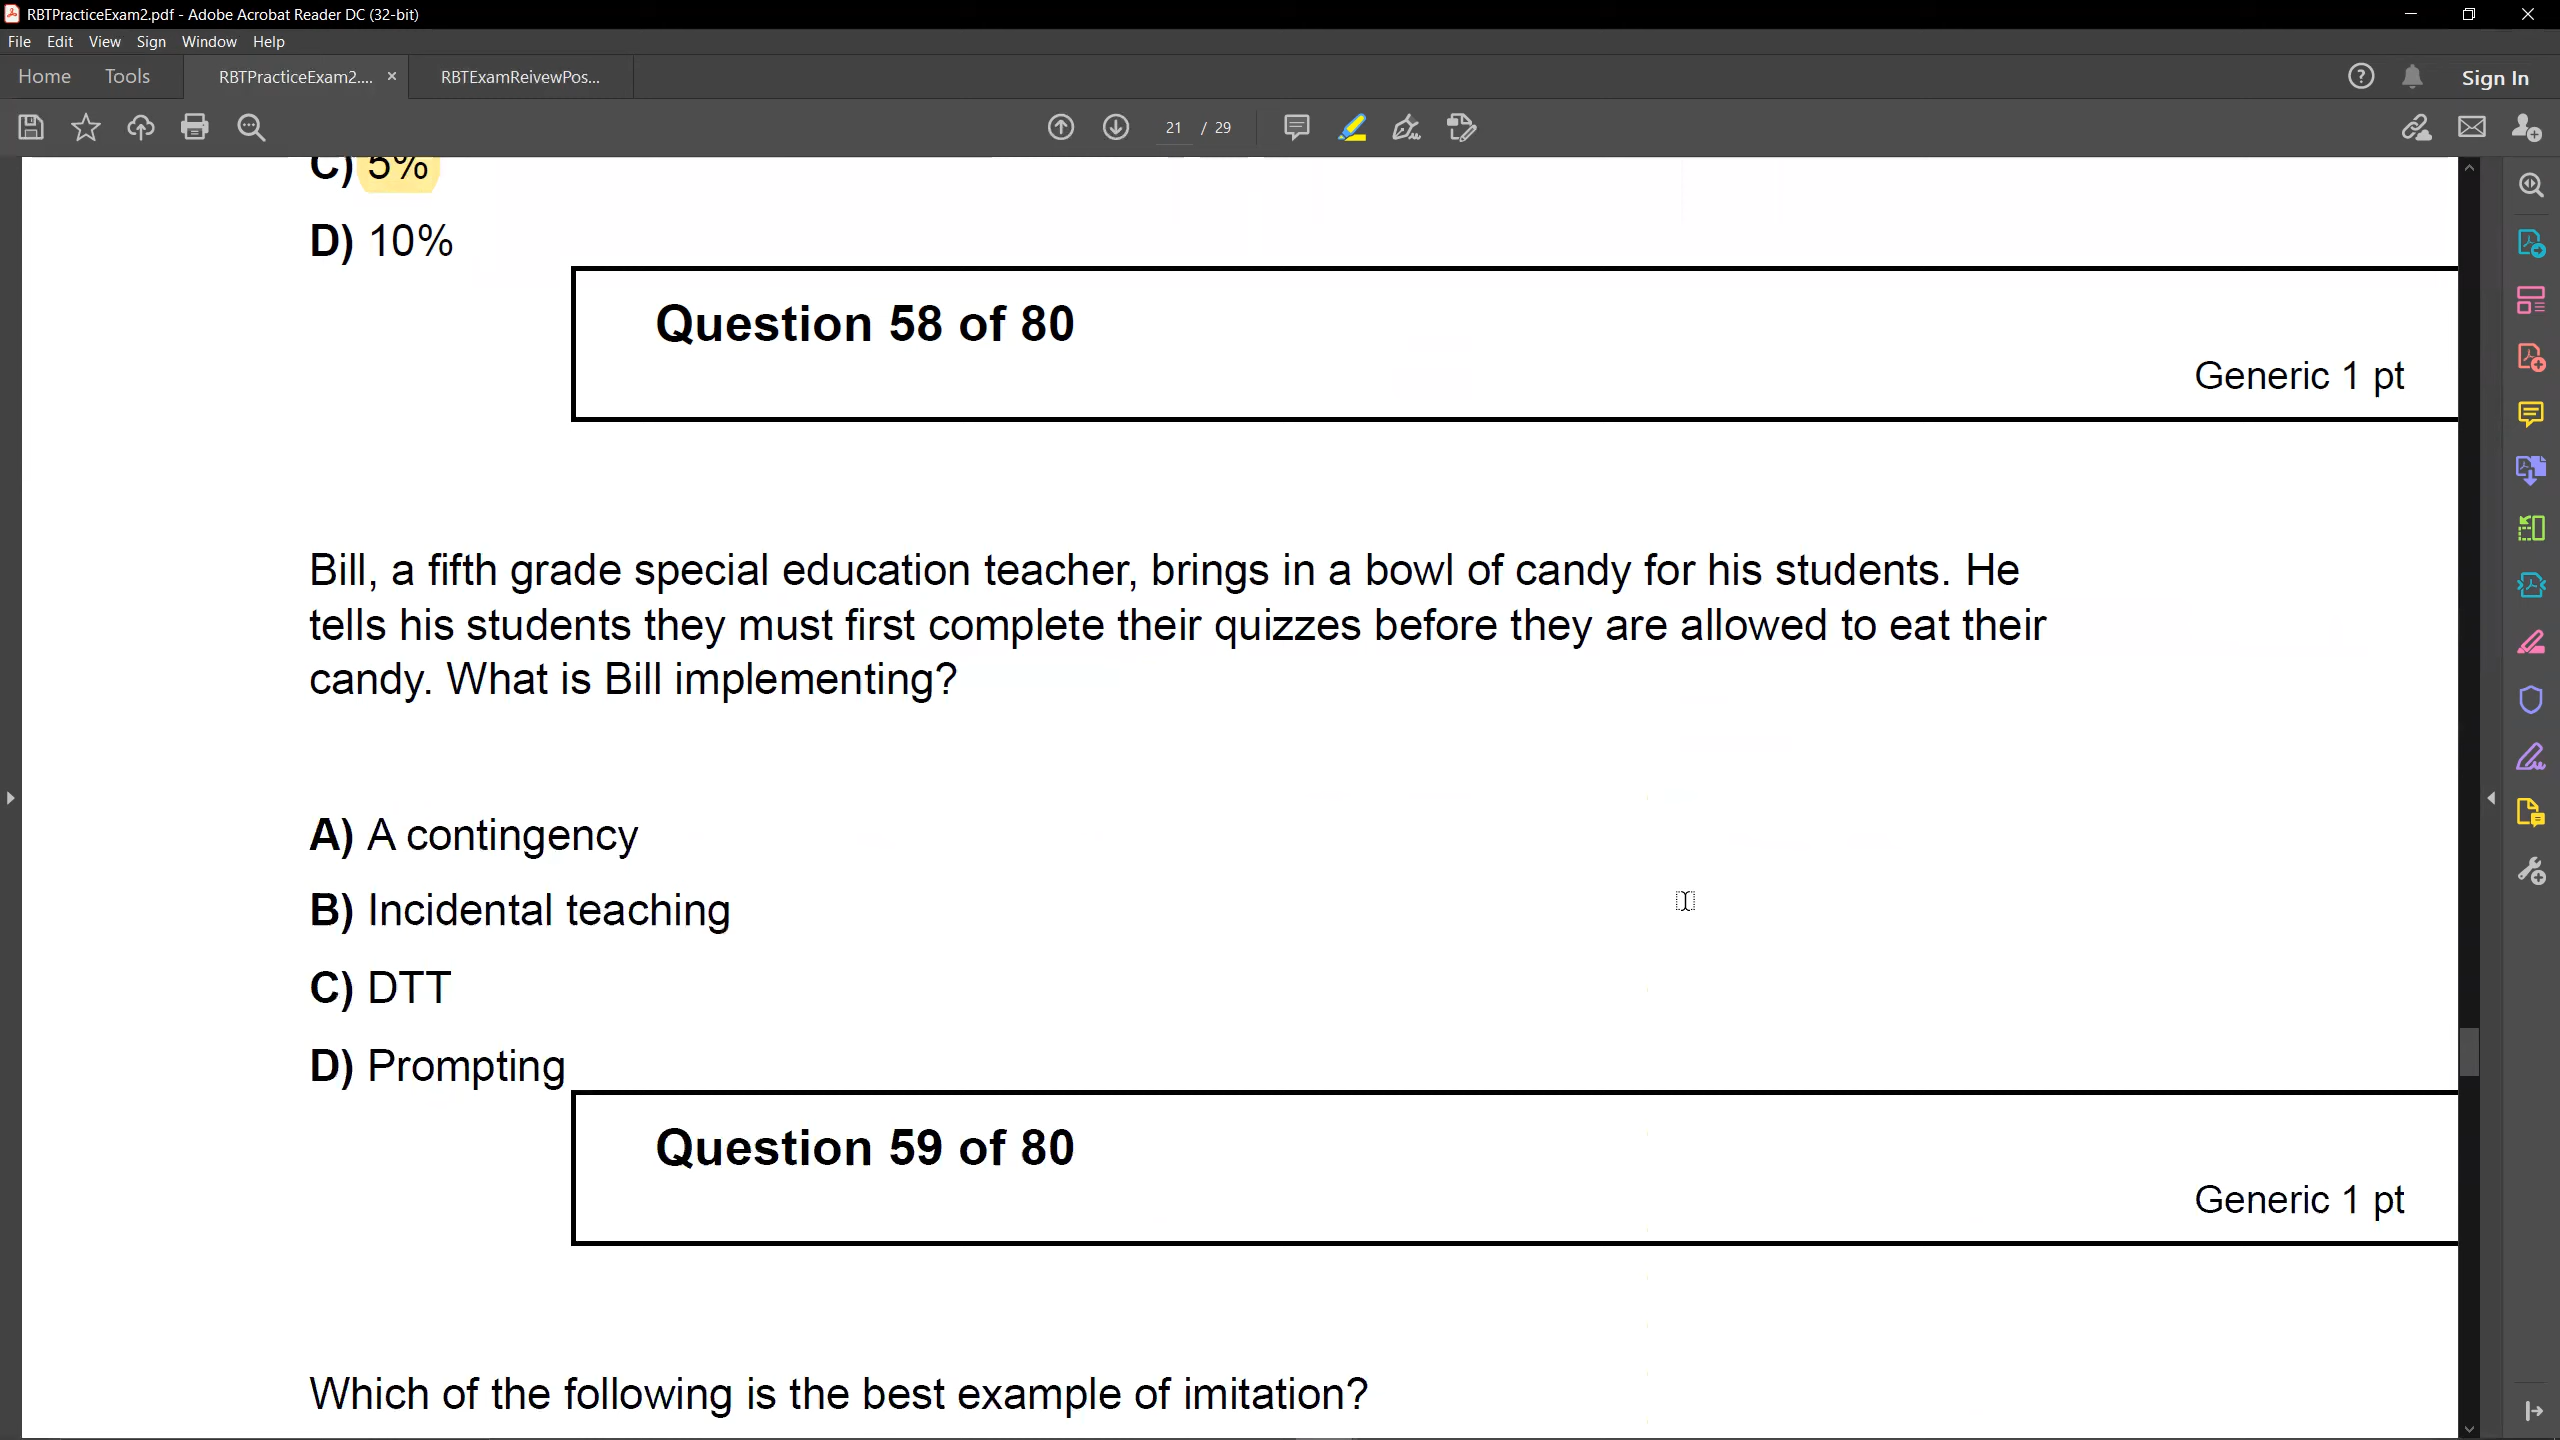 RBTPracticeExam2.pdf - Adobe Acrobat Reader DC (32-bit)
File Edit View Sign Window Help
Home Tools RBTPracticeExam2.... × RBTExamReivewPos... Sign In
21 / 29
C) 5%
D) 10%
Question 58 of 80
Generic 1 pt
Bill, a fifth grade special education teacher, brings in a bowl of candy for his students. He
tells his students they must first complete their quizzes before they are allowed to eat their
candy. What is Bill implementing?
A) A contingency
B) Incidental teaching
C) DTT
D) Prompting
Question 59 of 80
Generic 1 pt
Which of the following is the best example of imitation?